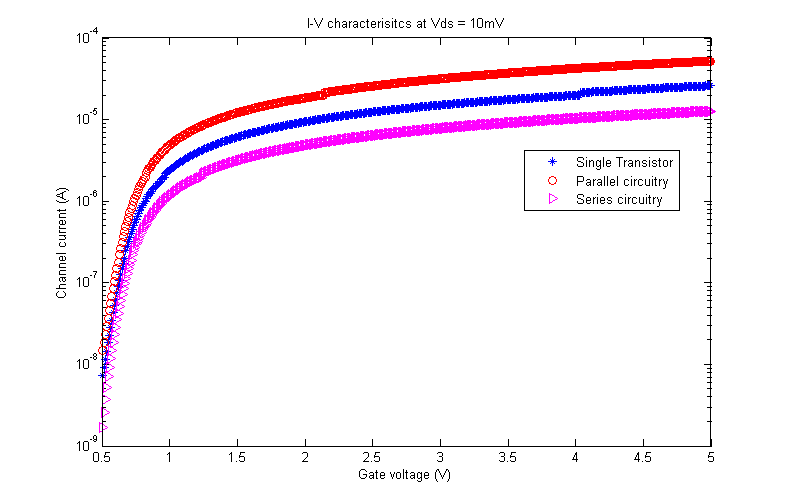 I-V characterisitcs at Vds = 10mV
10^-4
10^-5
10^-6
10^-7
10^-8
10^-9
Channel current (A)
Single Transistor
Parallel circuitry
Series circuitry
0.5 1 1.5 2 2.5 3 3.5 4 4.5 5
Gate voltage (V)